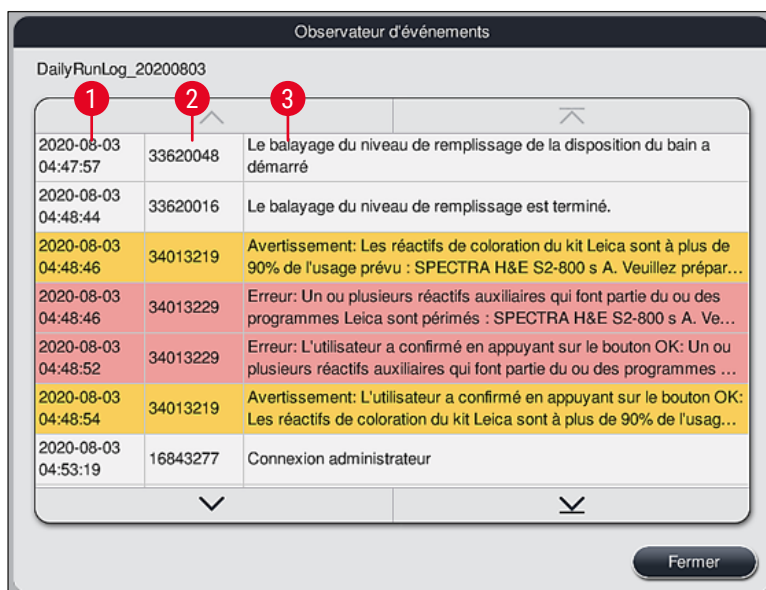 Observateur d'événements
DailyRunLog_20200803
1 2 3
2020-08-03 04:47:57 33620048 Le balayage du niveau de remplissage de la disposition du bain a démarré
2020-08-03 04:48:44 33620016 Le balayage du niveau de remplissage est terminé.
2020-08-03 04:48:46 34013219 Avertissement: Les réactifs de coloration du kit Leica sont à plus de 90% de l'usage prévu : SPECTRA H&E S2-800 s A. Veuillez prépar...
2020-08-03 04:48:46 34013229 Erreur: Un ou plusieurs réactifs auxiliaires qui font partie du ou des programmes Leica sont périmés : SPECTRA H&E S2-800 s A. Ve...
2020-08-03 04:48:52 34013229 Erreur: L'utilisateur a confirmé en appuyant sur le bouton OK: Un ou plusieurs réactifs auxiliaires qui font partie du ou des programmes ...
2020-08-03 04:48:54 34013219 Avertissement: L'utilisateur a confirmé en appuyant sur le bouton OK: Les réactifs de coloration du kit Leica sont à plus de 90% de l'usag...
2020-08-03 04:53:19 16843277 Connexion administrateur
Fermer